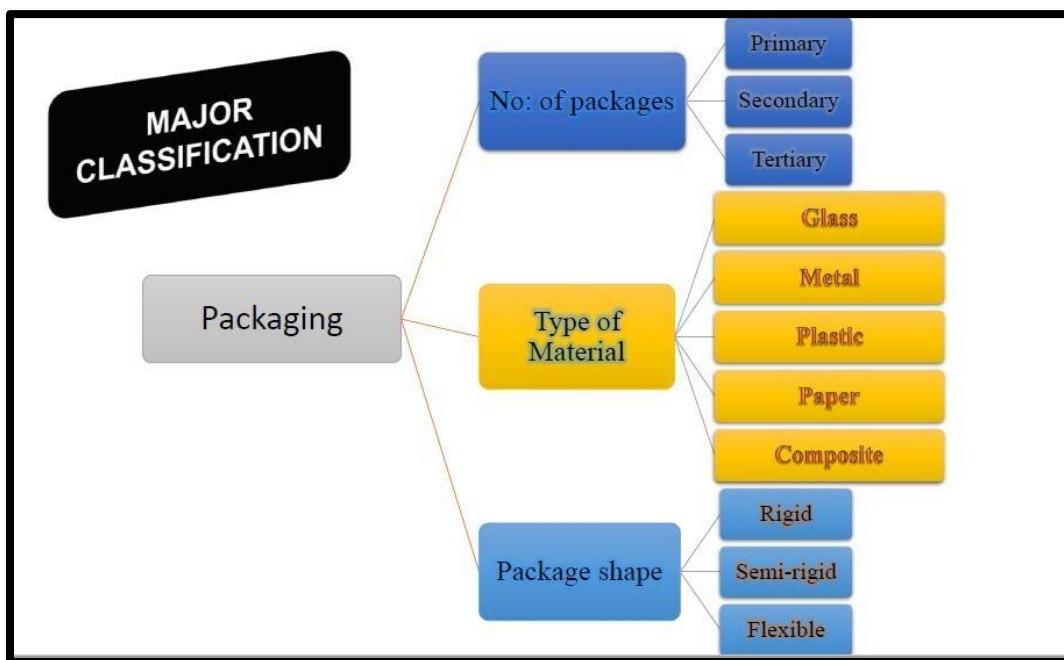 MAJOR
CLASSIFICATION
Packaging
No: of packages
Primary
Secondary
Tertiary
Type of
Material
Glass
Metal
Plastic
Paper
Composite
Package shape
Rigid
Semi-rigid
Flexible